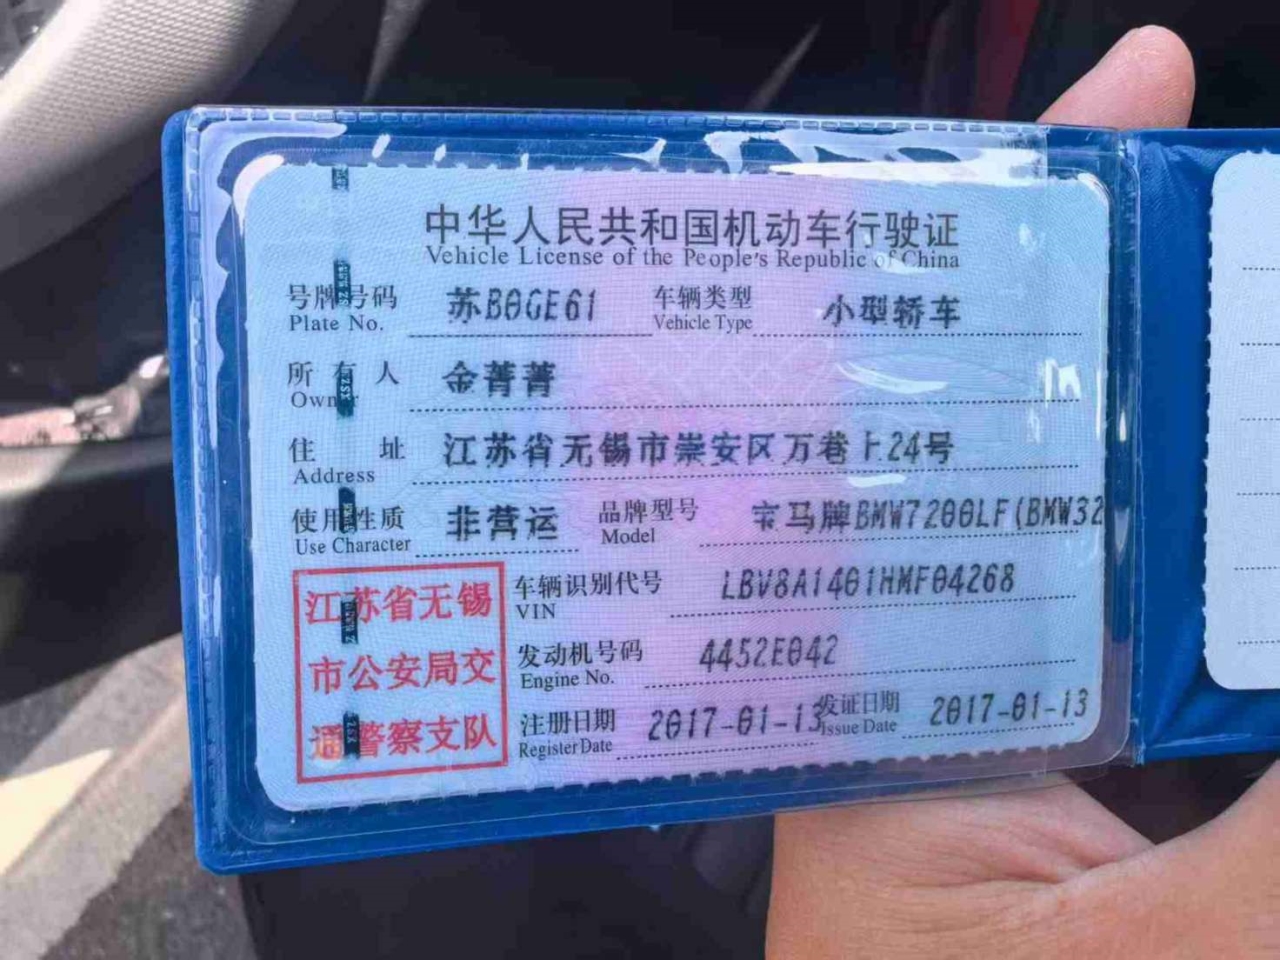 中华人民共和国机动车行驶证
Vehicle License of the People's Republic of China
号牌号码 苏B0GE61 车辆类型 小型轿车
Plate No. Vehicle Type
所有人 金菁菁
Owner
住址 江苏省无锡市崇安区万巷上24号
Address
使用性质 非营运 品牌型号 宝马牌BMW7200LF(BMW32
Use Character Model
江苏省无锡
市公安局交
通警察支队
车辆识别代号 LBV8A1401HMF04268
VIN
发动机号码 4452E042
Engine No.
注册日期 2017-01-13 发证日期 2017-01-13
Register Date Issue Date